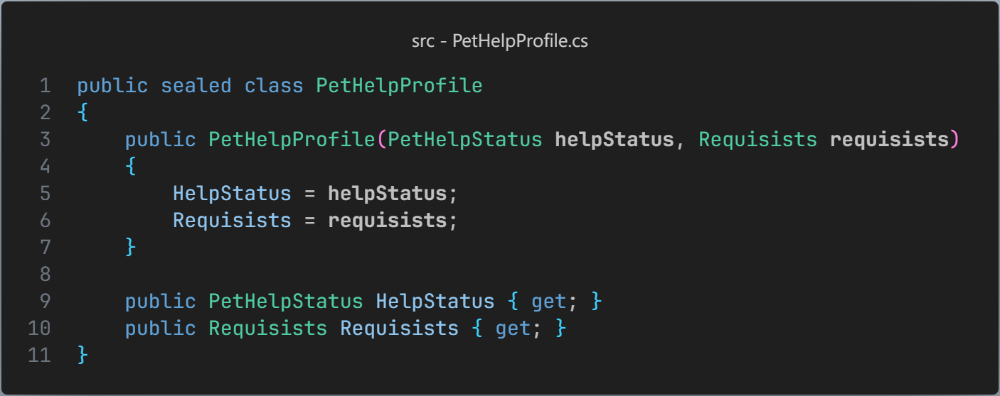 src - PetHelpProfile.cs
1 public sealed class PetHelpProfile
2 {
3     public PetHelpProfile(PetHelpStatus helpStatus, Requisists requisists)
4     {
5         HelpStatus = helpStatus;
6         Requisists = requisists;
7     }
8
9     public PetHelpStatus HelpStatus { get; }
10     public Requisists Requisists { get; }
11 }